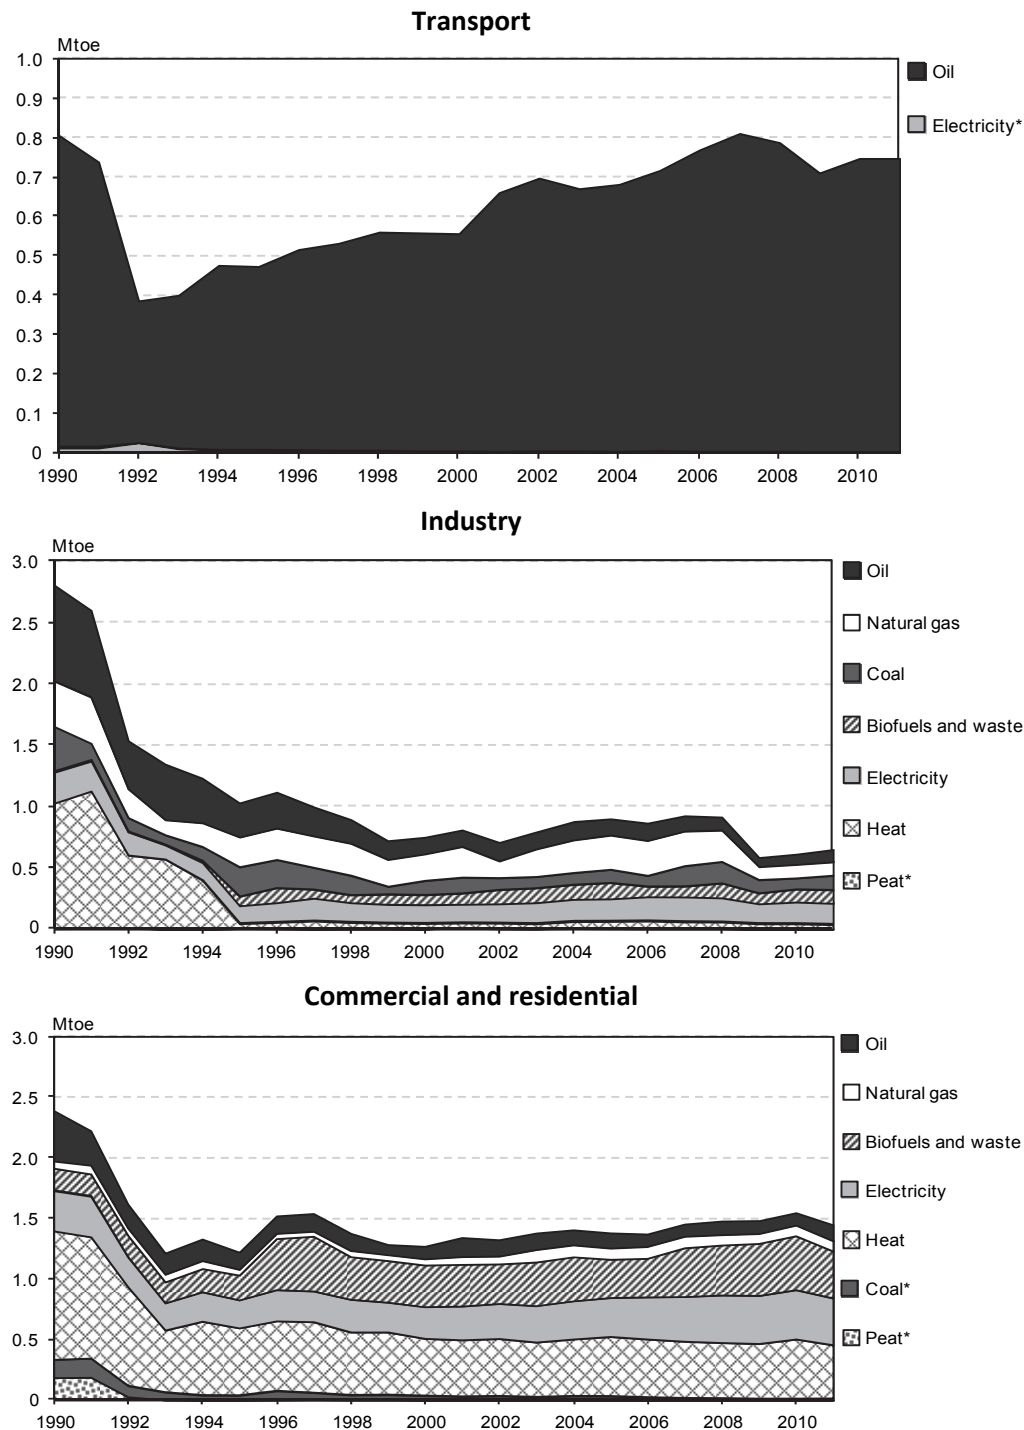 Transport
Mtoe
1.0
0.9
0.8
0.7
0.6
0.5
0.4
0.3
0.2
0.1
0
1990 1992 1994 1996 1998 2000 2002 2004 2006 2008 2010
Oil
Electricity*
Industry
Mtoe
3.0
2.5
2.0
1.5
1.0
0.5
0
1990 1992 1994 1996 1998 2000 2002 2004 2006 2008 2010
Oil
Natural gas
Coal
Biofuels and waste
Electricity
Heat
Peat*
Commercial and residential
Mtoe
3.0
2.5
2.0
1.5
1.0
0.5
0
1990 1992 1994 1996 1998 2000 2002 2004 2006 2008 2010
Oil
Natural gas
Biofuels and waste
Electricity
Heat
Coal*
Peat*